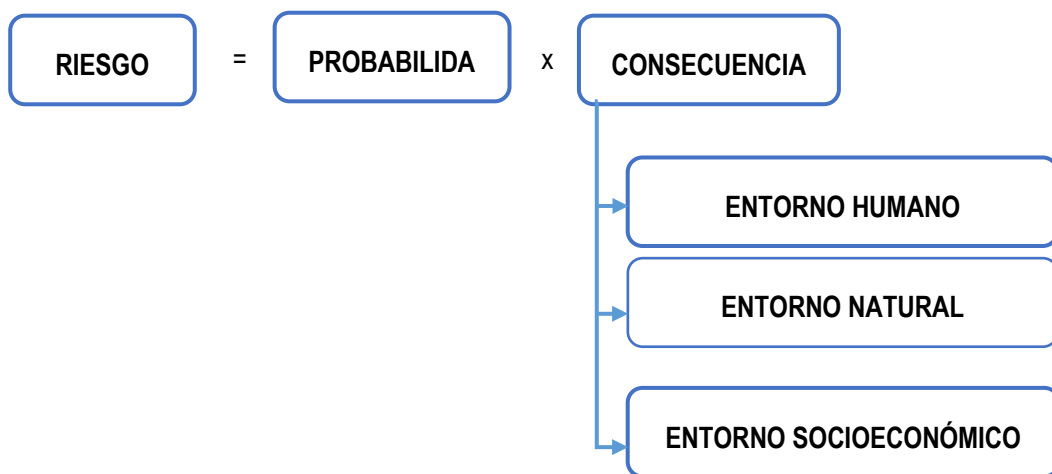 RIESGO = PROBABILIDA x CONSECUENCIA
ENTORNO HUMANO
ENTORNO NATURAL
ENTORNO SOCIOECONÓMICO